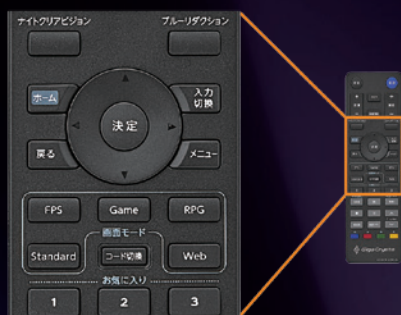 ナイトクリアビジョン ブルーリダクション
ホーム 入力
切換
決定
戻る メニュー
FPS Game RPG
画面モード
Standard コード切換 Web
お気に入り
1 2 3